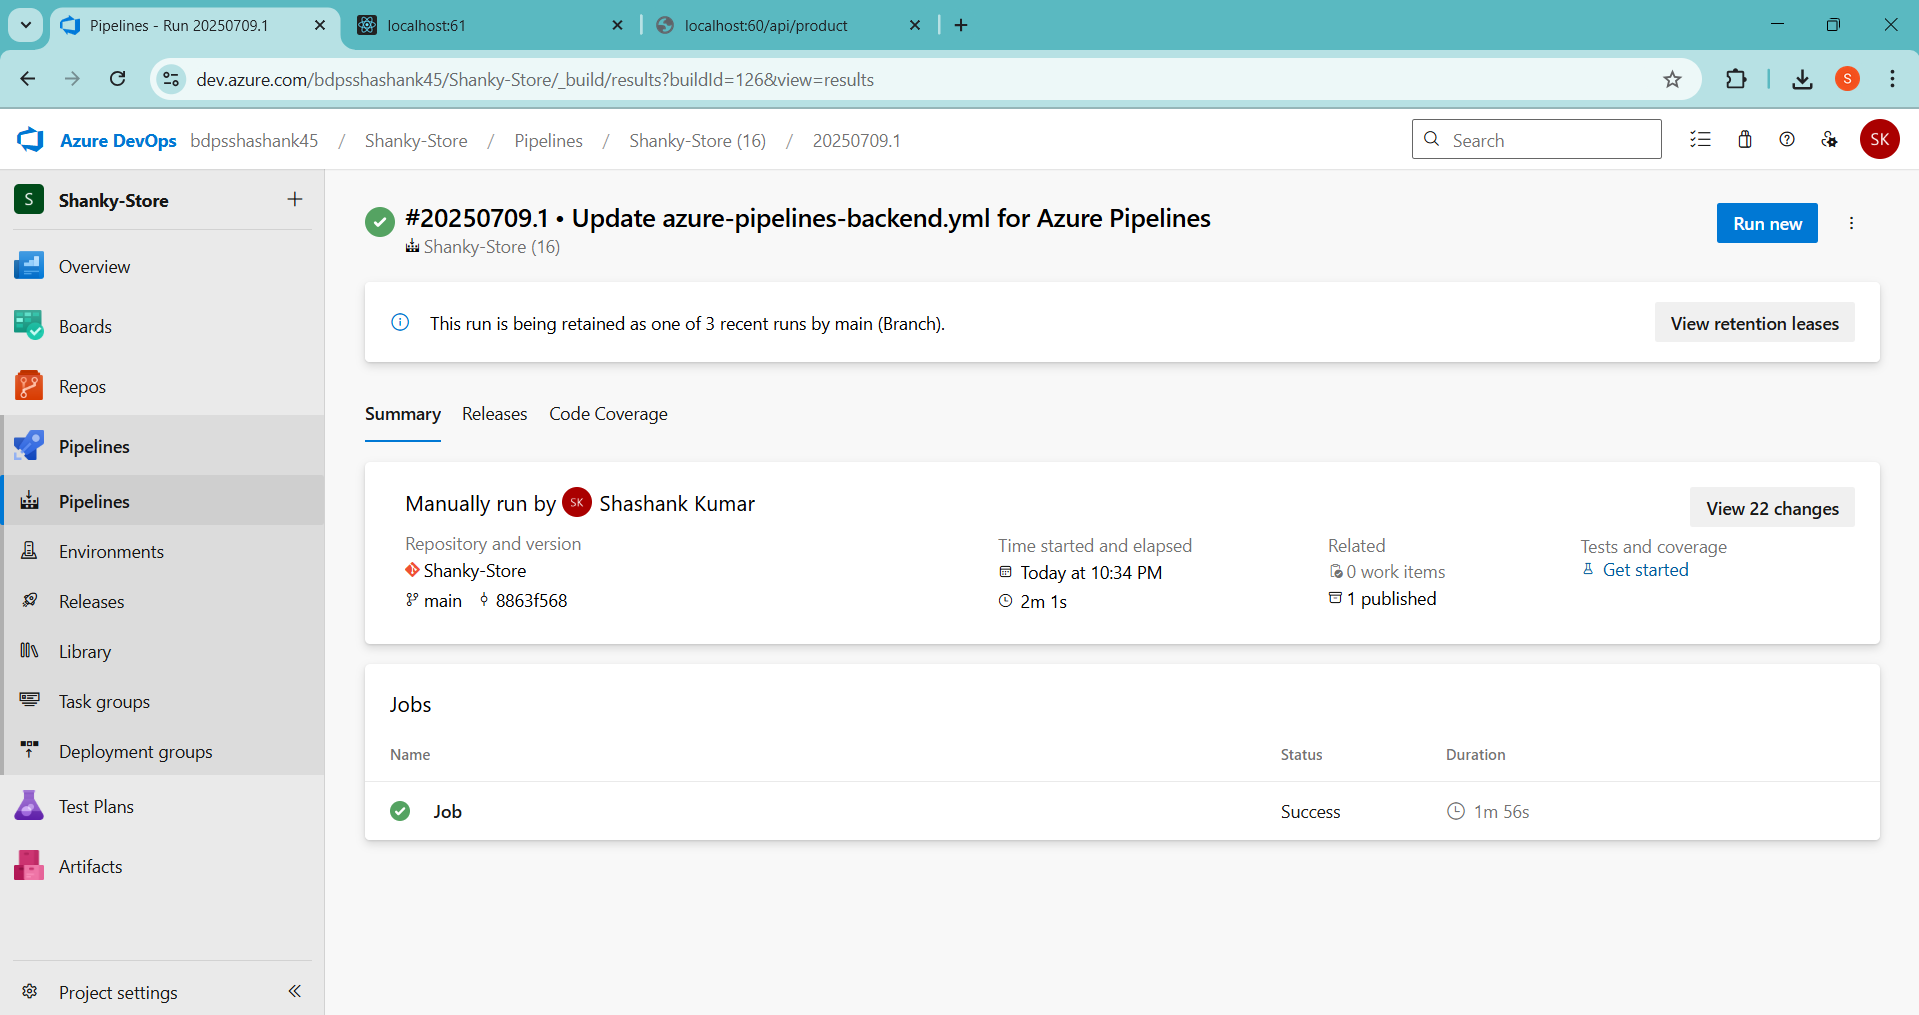 Pipelines - Run 20250709.1
localhost:61
localhost:60/api/product
dev.azure.com/bdpsshashank45/Shanky-Store/_build/results?buildId=126&view=results
S
Azure DevOps bdpsshashank45 / Shanky-Store / Pipelines / Shanky-Store (16) / 20250709.1
Search
SK
S Shanky-Store
Overview
Boards
Repos
Pipelines
Pipelines
Environments
Releases
Library
Task groups
Deployment groups
Test Plans
Artifacts
Project settings
#20250709.1 • Update azure-pipelines-backend.yml for Azure Pipelines
Shanky-Store (16)
Run new
This run is being retained as one of 3 recent runs by main (Branch).
View retention leases
Summary Releases Code Coverage
Manually run by SK Shashank Kumar
View 22 changes
Repository and version
Shanky-Store
main 8863f568
Time started and elapsed
Today at 10:34 PM
2m 1s
Related
0 work items
1 published
Tests and coverage
Get started
Jobs
Name Status Duration
Job Success 1m 56s